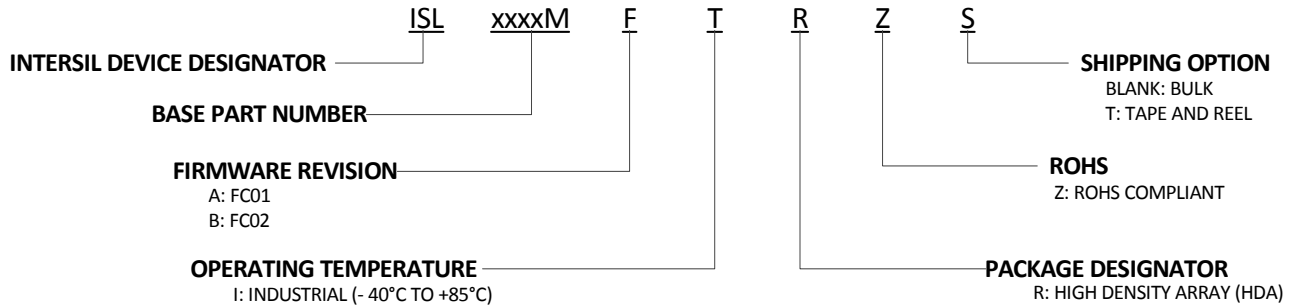 ISL xxxxM F T R Z S
INTERSIL DEVICE DESIGNATOR
BASE PART NUMBER
FIRMWARE REVISION
A: FC01
B: FC02
OPERATING TEMPERATURE
I: INDUSTRIAL (- 40°C TO +85°C)
SHIPPING OPTION
BLANK: BULK
T: TAPE AND REEL
ROHS
Z: ROHS COMPLIANT
PACKAGE DESIGNATOR
R: HIGH DENSITY ARRAY (HDA)